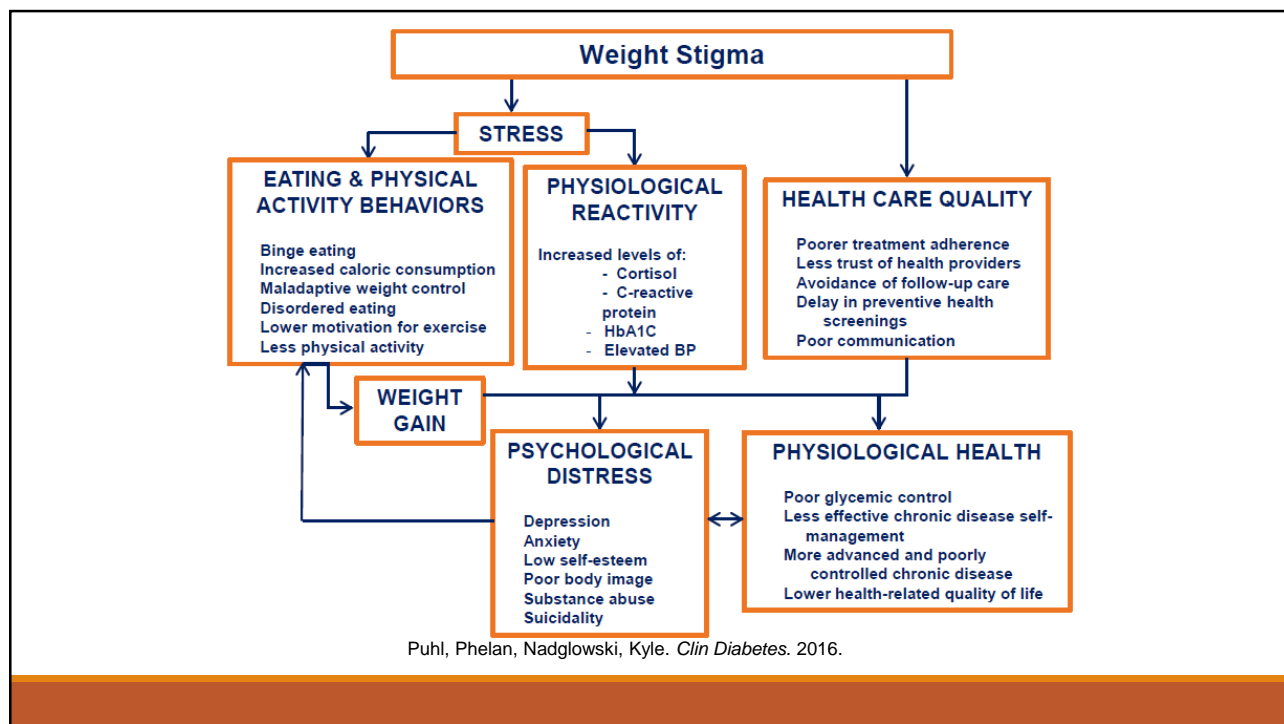 Weight Stigma
STRESS
EATING & PHYSICAL
ACTIVITY BEHAVIORS
Binge eating
Increased caloric consumption
Maladaptive weight control
Disordered eating
Lower motivation for exercise
Less physical activity
PHYSIOLOGICAL
REACTIVITY
Increased levels of:
- Cortisol
- C-reactive
protein
- HbA1C
- Elevated BP
HEALTH CARE QUALITY
Poorer treatment adherence
Less trust of health providers
Avoidance of follow-up care
Delay in preventive health
screenings
Poor communication
WEIGHT
GAIN
PSYCHOLOGICAL
DISTRESS
Depression
Anxiety
Low self-esteem
Poor body image
Substance abuse
Suicidality
PHYSIOLOGICAL HEALTH
Poor glycemic control
Less effective chronic disease self-
management
More advanced and poorly
controlled chronic disease
Lower health-related quality of life
Puhl, Phelan, Nadglowski, Kyle. Clin Diabetes. 2016.